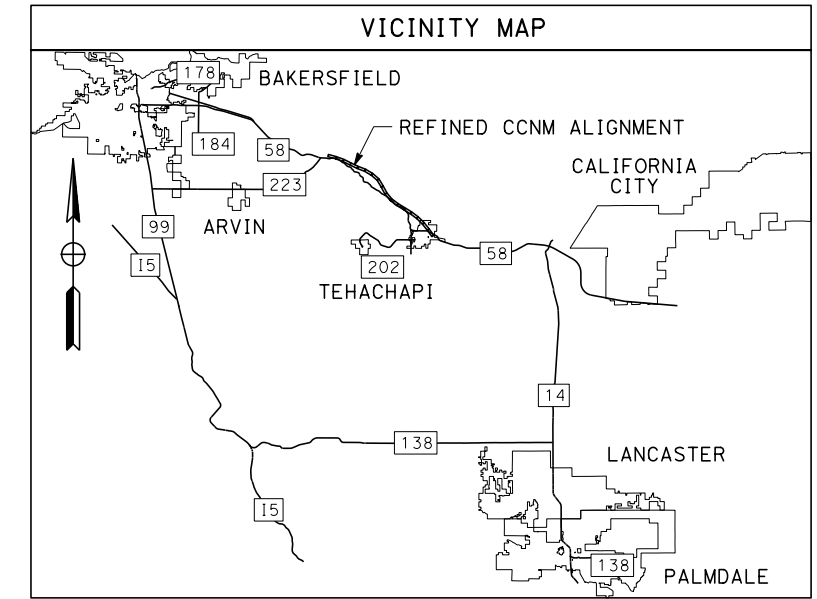 VICINITY MAP
178
BAKERSFIELD
REFINED CCNM ALIGNMENT
184
58
CALIFORNIA
CITY
223
99
ARVIN
58
I5
202
TEHACHAPI
14
138
LANCASTER
I5
138
PALMDALE